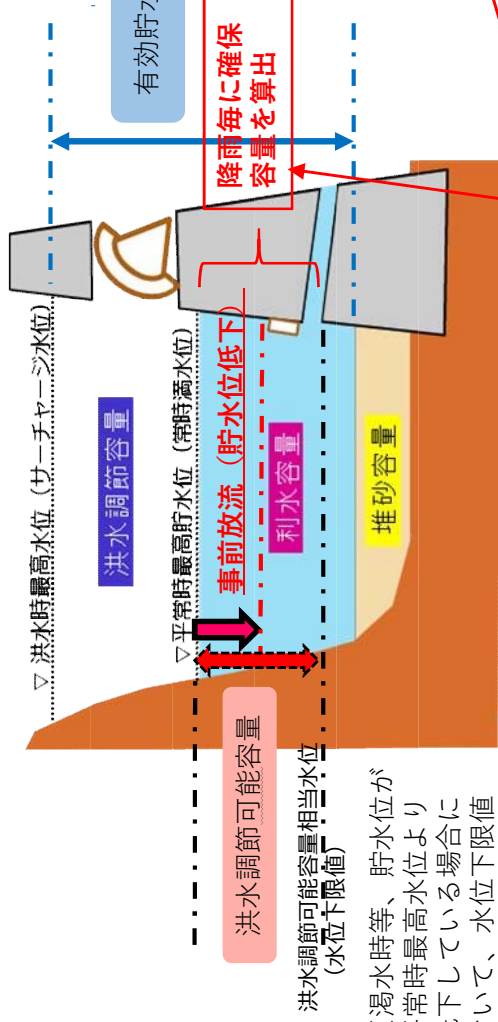 ▽ 洪水時最高水位（サーチャージ水位）
洪水調節容量
▽平常時最高貯水位（常時満水位）
事前放流（貯水位低下）
利水容量
堆砂容量
有効貯水
降雨毎に確保
容量を算出
洪水調節可能容量
洪水調節可能容量相当水位
（水位下限値）
渇水時等、貯水位が
常時最高水位より
下している場合に
いて、水位下限値